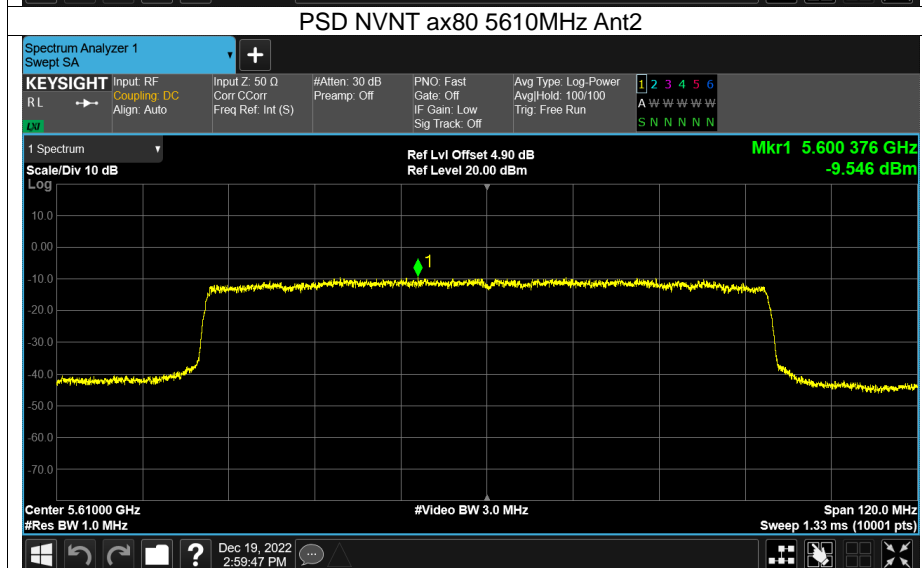 PSD NVNT ax80 5610MHz Ant2
Spectrum Analyzer 1
Swept SA
+
KEYSIGHT Input: RF Input Z: 50 Ω #Atten: 30 dB PNO: Fast Avg Type: Log-Power 1 2 3 4 5 6
RL Coupling: DC Corr CCorr Preamp: Off Gate: Off Avg|Hold: 100/100 A W W W W W
Align: Auto Freq Ref: Int (S) IF Gain: Low Trig: Free Run
LXI Sig Track: Off S N N N N N
1 Spectrum Ref Lvl Offset 4.90 dB Mkr1 5.600 376 GHz
Scale/Div 10 dB Ref Level 20.00 dBm -9.546 dBm
Log
10.0
0.00
1
-10.0
-20.0
-30.0
-40.0
-50.0
-60.0
-70.0
Center 5.61000 GHz #Video BW 3.0 MHz Span 120.0 MHz
#Res BW 1.0 MHz Sweep 1.33 ms (10001 pts)
? Dec 19, 2022
2:59:47 PM